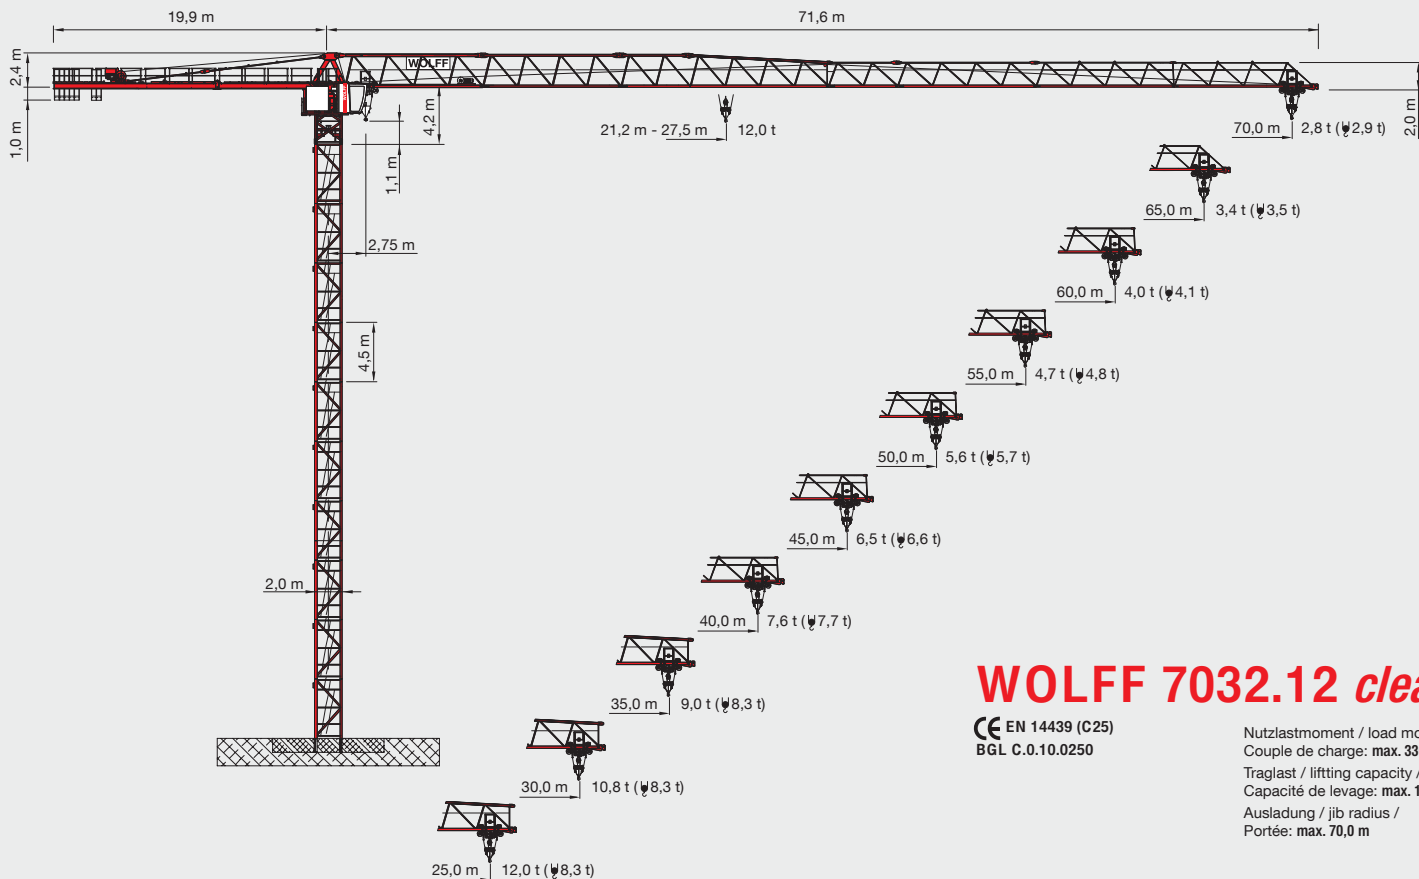 19,9 m
71,6 m
2,4 m
WOLFF
1,0 m
4,2 m
1,1 m
21,2 m - 27,5 m 12,0 t
70,0 m 2,8 t (2,9 t)
2,0 m
65,0 m 3,4 t (3,5 t)
2,75 m
60,0 m 4,0 t (4,1 t)
4,5 m
55,0 m 4,7 t (4,8 t)
50,0 m 5,6 t (5,7 t)
45,0 m 6,5 t (6,6 t)
2,0 m
40,0 m 7,6 t (7,7 t)
35,0 m 9,0 t (8,3 t)
30,0 m 10,8 t (8,3 t)
25,0 m 12,0 t (8,3 t)
WOLFF 7032.12 clea
CE EN 14439 (C25)
BGL C.0.10.0250
Nutzlastmoment / load mo
Couple de charge: max. 33
Traglast / liftting capacity /
Capacité de levage: max. 1
Ausladung / jib radius /
Portée: max. 70,0 m